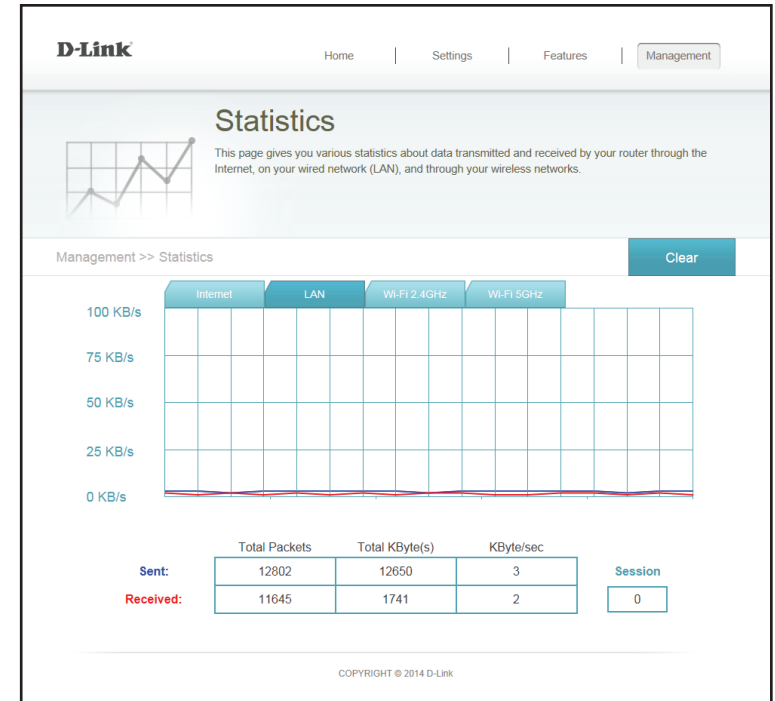 D-Link
Home | Settings | Features | Management
Statistics
This page gives you various statistics about data transmitted and received by your router through the
Internet, on your wired network (LAN), and through your wireless networks.
Management >> Statistics
Clear
Internet LAN Wi-Fi 2.4GHz Wi-Fi 5GHz
100 KB/s
75 KB/s
50 KB/s
25 KB/s
0 KB/s
Total Packets Total KByte(s) KByte/sec
Sent: 12802 12650 3 Session
Received: 11645 1741 2 0
COPYRIGHT © 2014 D-Link